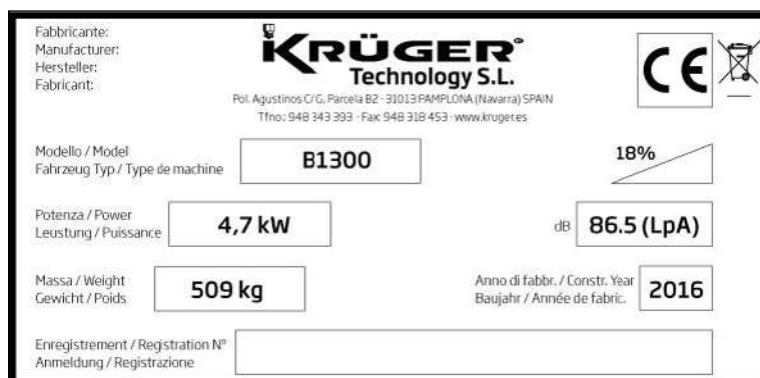 Fabbricante:
Manufacturer:
Hersteller:
Fabricant:
KRÜGER®
Technology S.L.
Pol. Agustinos C/G, Parcela B2 - 31013 PAMPLONA (Navarra) SPAIN
Tfno.: 948 343 393 - Fax: 948 318 453 - www.kruger.es
CE
Modello / Model
Fahrzeug Typ / Type de machine
B1300
18%
Potenza / Power
Leustung / Puissance
4,7 kW
dB
86.5 (LpA)
Massa / Weight
Gewicht / Poids
509 kg
Anno di fabbr. / Constr. Year
Baujahr / Année de fabric.
2016
Enregistrement / Registration N°
Anmeldung / Registrazione